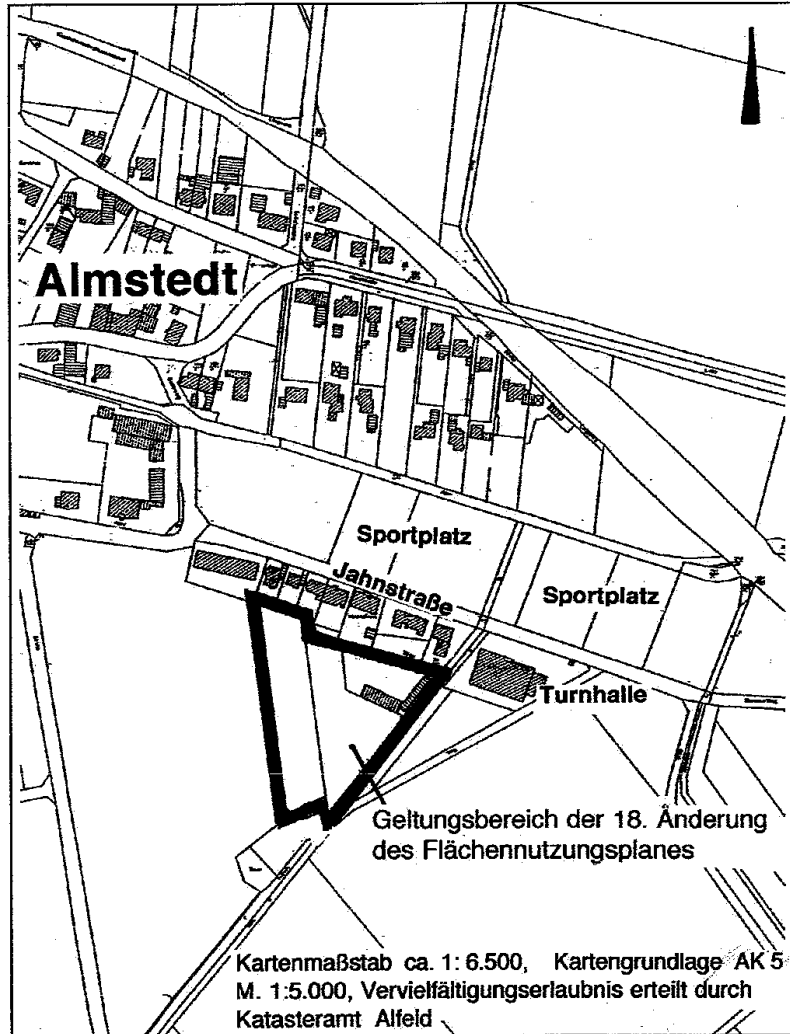 Almstedt
Sportplatz
Jahnstraße
Sportplatz
Turnhalle
Geltungsbereich der 18. Änderung
des Flächennutzungsplanes
Kartenmaßstab ca. 1: 6.500, Kartengrundlage AK 5
M. 1:5.000, Vervielfältigungserlaubnis erteilt durch
Katasteramt Alfeld